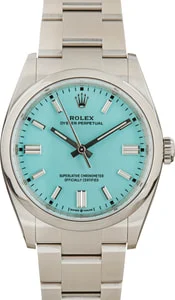 ROLEX
OYSTER PERPETUAL
SUPERLATIVE CHRONOMETER
OFFICIALLY CERTIFIED